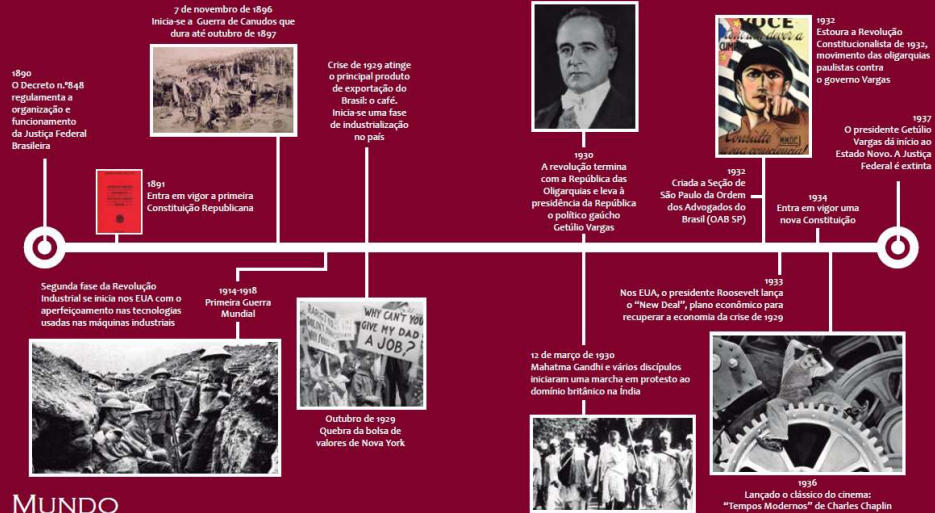 1890
O Decreto n.º848
regulamenta a
organização e
funcionamento
da Justiça Federal
Brasileira
7 de novembro de 1896
Inicia-se a Guerra de Canudos que
dura até outubro de 1897
1891
Entra em vigor a primeira
Constituição Republicana
Crise de 1929 atinge
o principal produto
de exportação do
Brasil: o café.
Inicia-se uma fase
de industrialização
no país
1930
A revolução termina
com a República das
Oligarquias e leva à
presidência da República
o político gaúcho
Getúlio Vargas
VOCE
tem um dever a
CUMPRIR
Consulte
a sua consciencia!
MMDC
1932
Estoura a Revolução
Constitucionalista de 1932,
movimento das oligarquias
paulistas contra
o governo Vargas
1932
Criada a Seção de
São Paulo da Ordem
dos Advogados do
Brasil (OAB SP)
1934
Entra em vigor uma
nova Constituição
1937
O presidente Getúlio
Vargas dá início ao
Estado Novo. A Justiça
Federal é extinta
Segunda fase da Revolução
Industrial se inicia nos EUA com o
aperfeiçoamento nas tecnologias
usadas nas máquinas industriais
1914-1918
Primeira Guerra
Mundial
WHY CAN'T YOU
GIVE MY DAD
A JOB?
Outubro de 1929
Quebra da bolsa de
valores de Nova York
12 de março de 1930
Mahatma Gandhi e vários discípulos
iniciaram uma marcha em protesto ao
domínio britânico na Índia
1933
Nos EUA, o presidente Roosevelt lança
o “New Deal”, plano econômico para
recuperar a economia da crise de 1929
1936
Lançado o clássico do cinema:
“Tempos Modernos” de Charles Chaplin
MUNDO